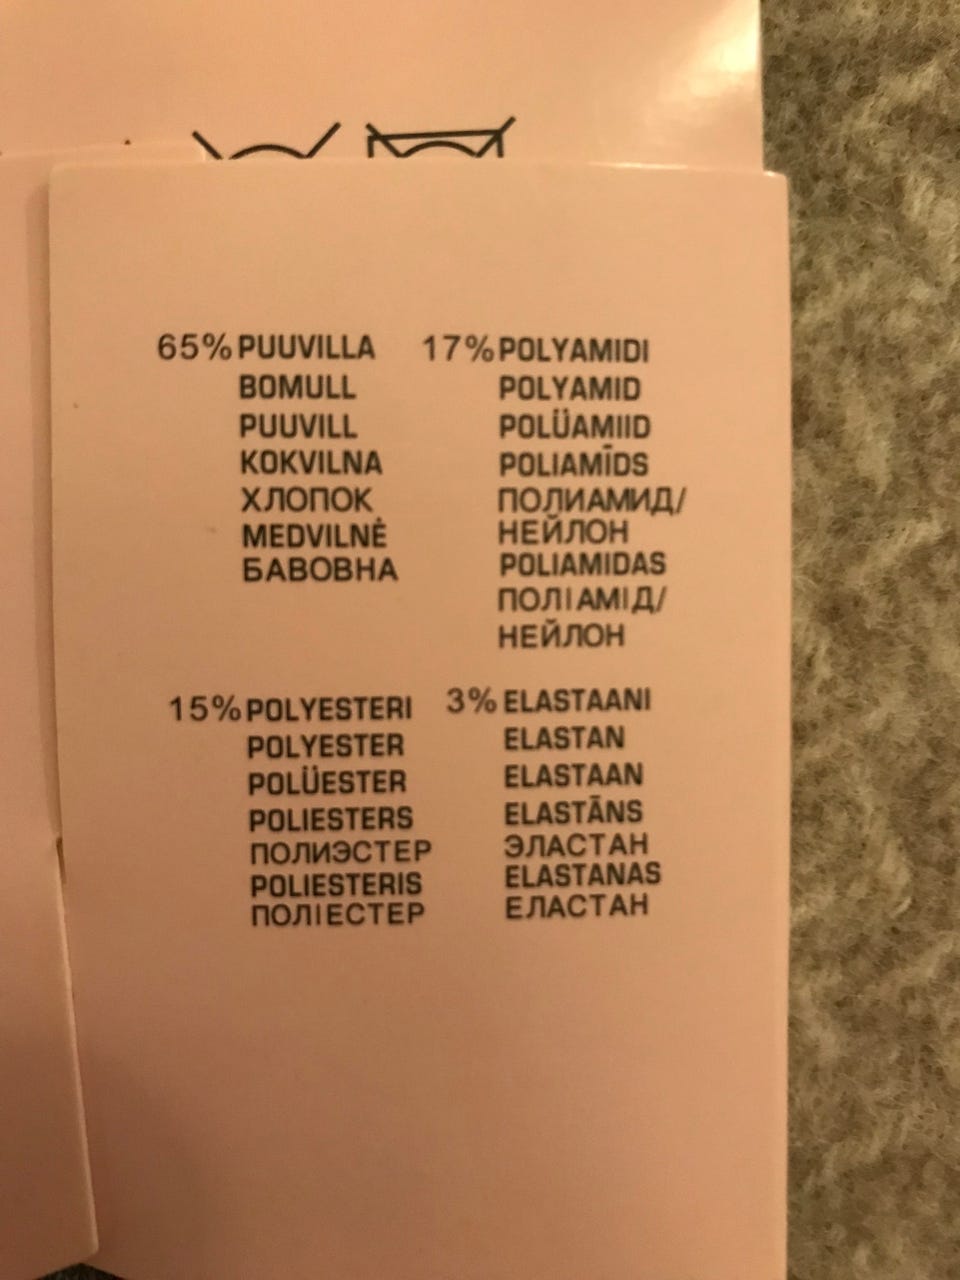 65% PUUVILLA
BOMULL
PUUVILL
KOKVILNA
ХЛОПОК
MEDVILNĖ
БАВОВНА
17% POLYAMIDI
POLYAMID
POLÜAMIID
POLIAMĪDS
ПОЛИАМИД/
НЕЙЛОН
POLIAMIDAS
ПОЛІАМІД/
НЕЙЛОН
15% POLYESTERI
POLYESTER
POLÜESTER
POLIESTERS
ПОЛИЭСТЕР
POLIESTERIS
ПОЛІЕСТЕР
3% ELASTAANI
ELASTAN
ELASTAAN
ELASTĀNS
ЭЛАСТАН
ELASTANAS
ЕЛАСТАН